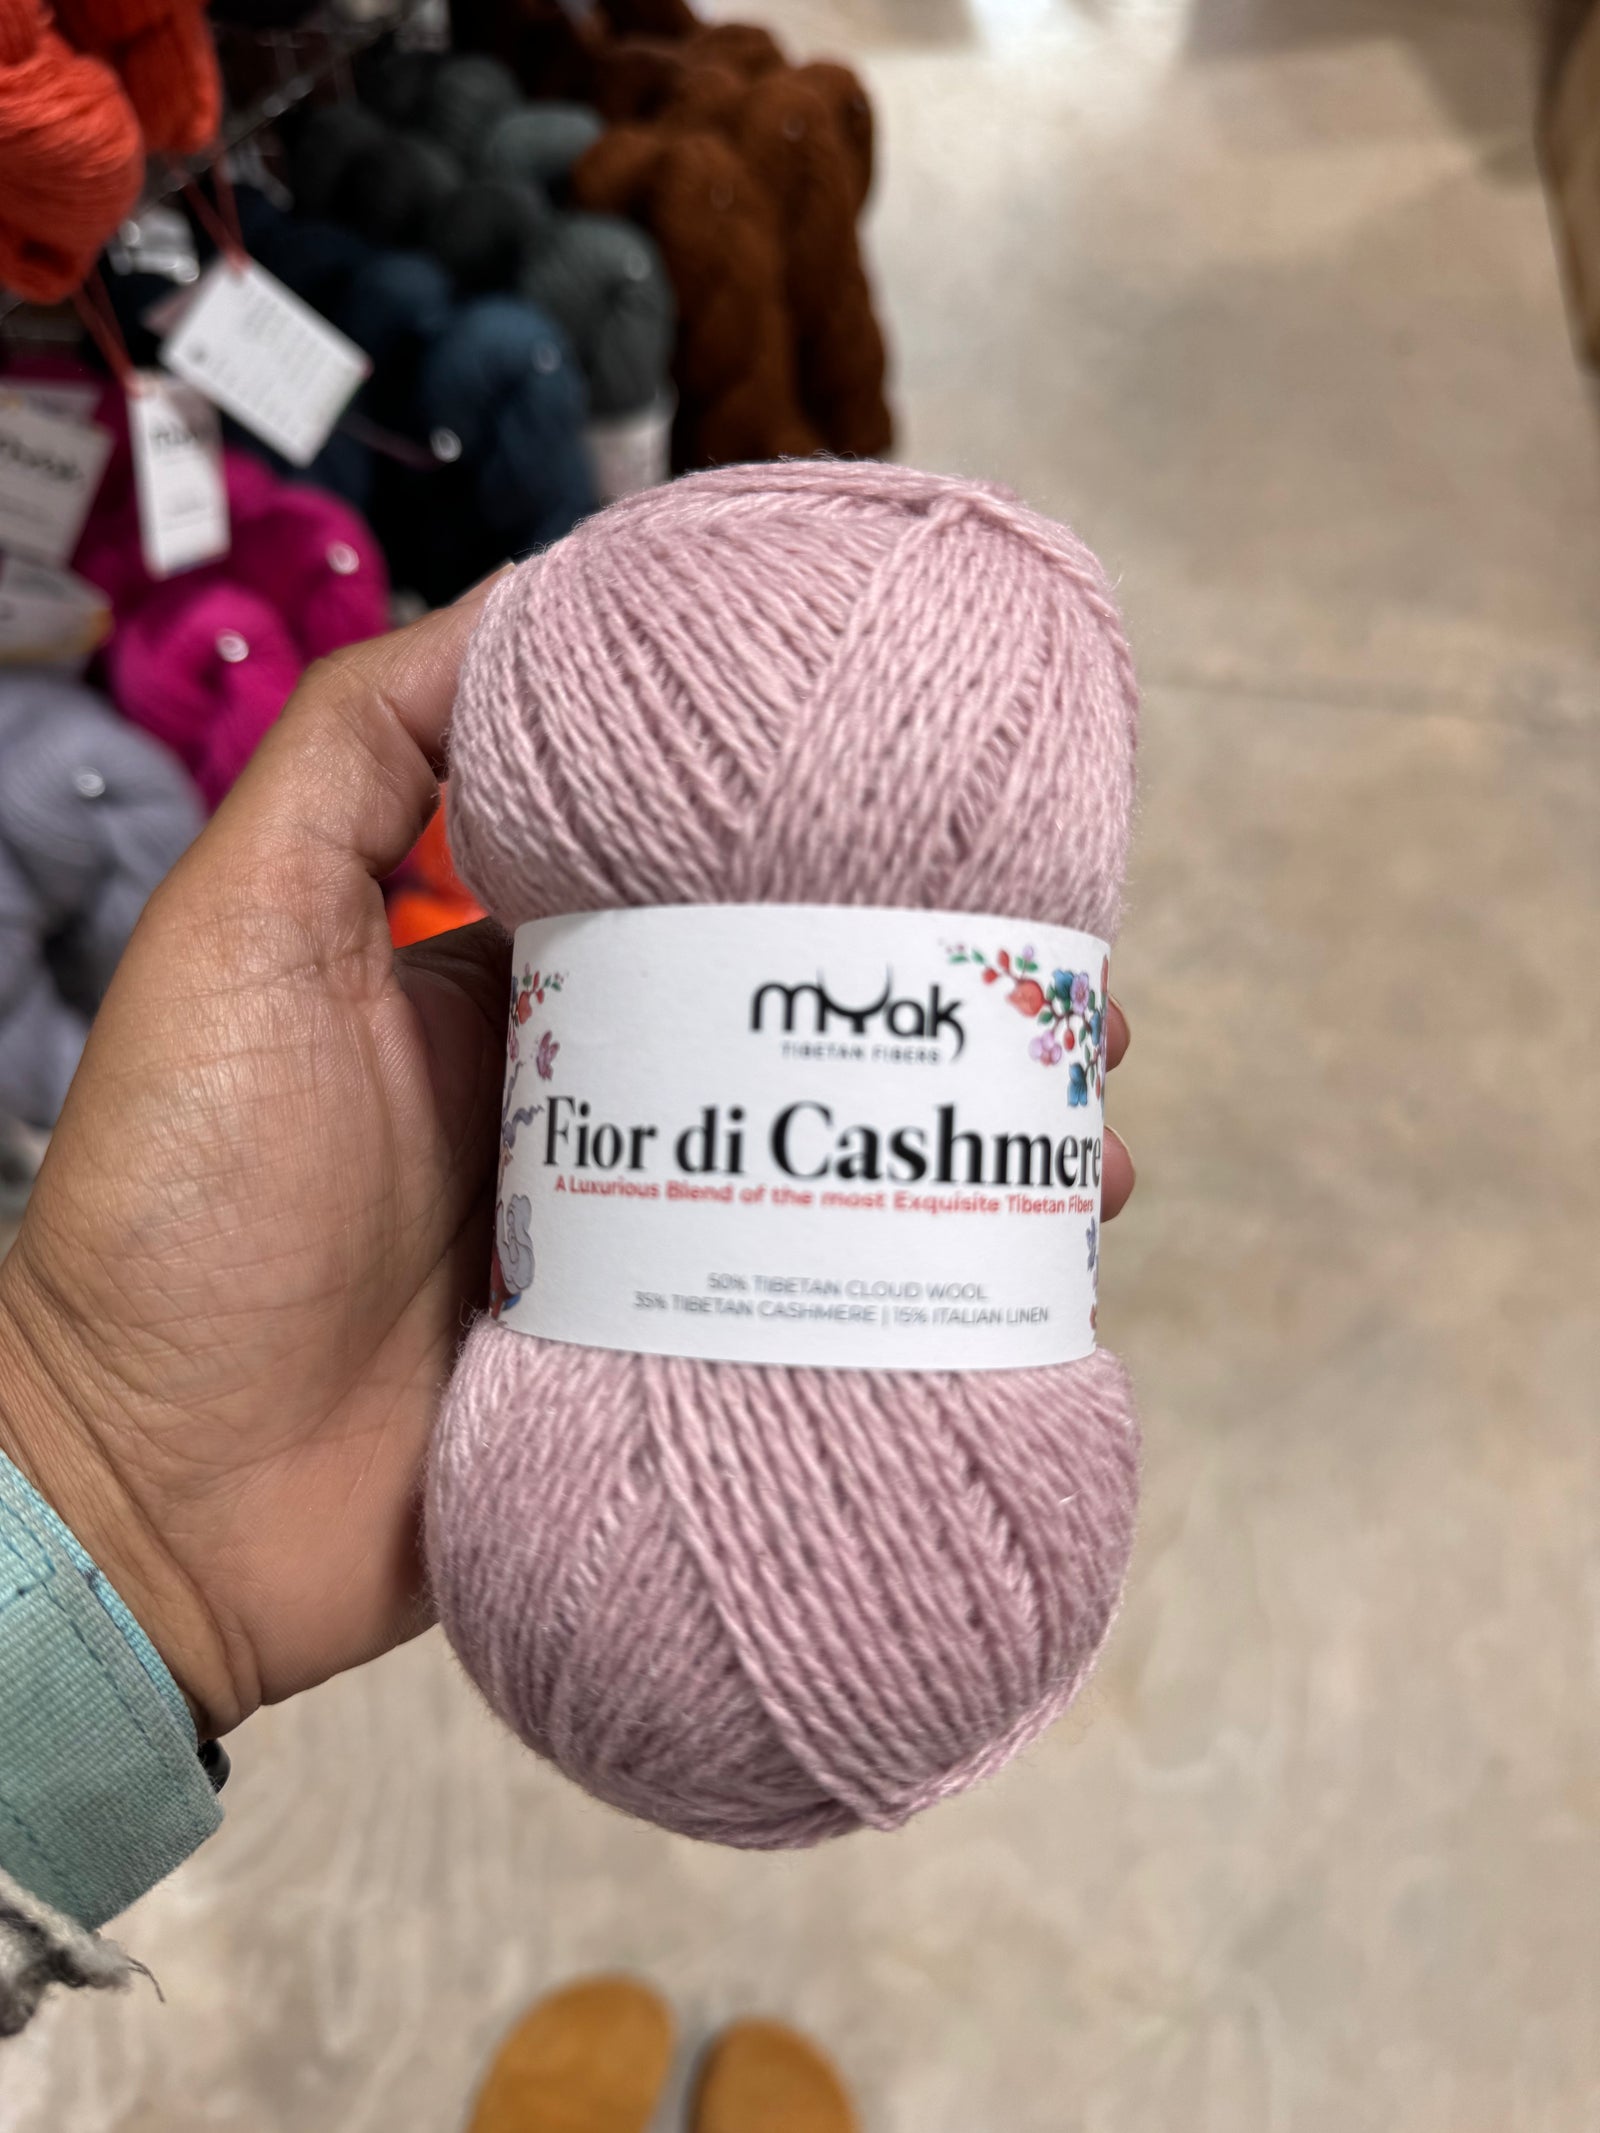 mYak
TIBETAN FIBERS
Fior di Cashmere
A Luxurious Blend of the most Exquisite Tibetan Fibers
50% TIBETAN CLOUD WOOL
35% TIBETAN CASHMERE | 15% ITALIAN LINEN